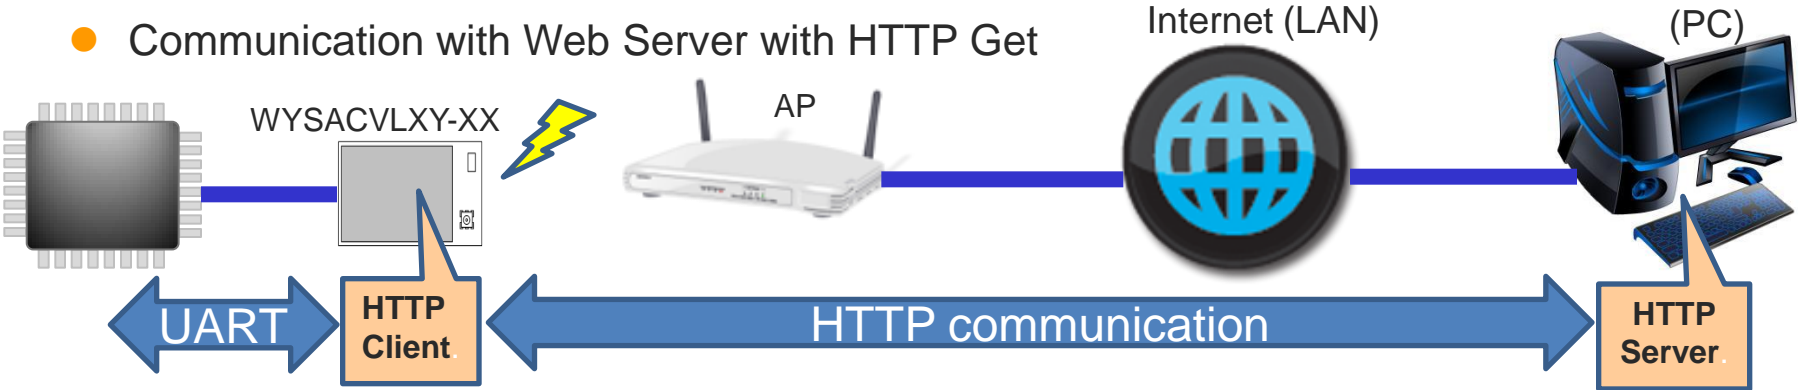 Communication with Web Server with HTTP Get
Internet (LAN)
(PC)
WYSACVLXY-XX
AP
UART
HTTP
Client.
HTTP communication
HTTP
Server.